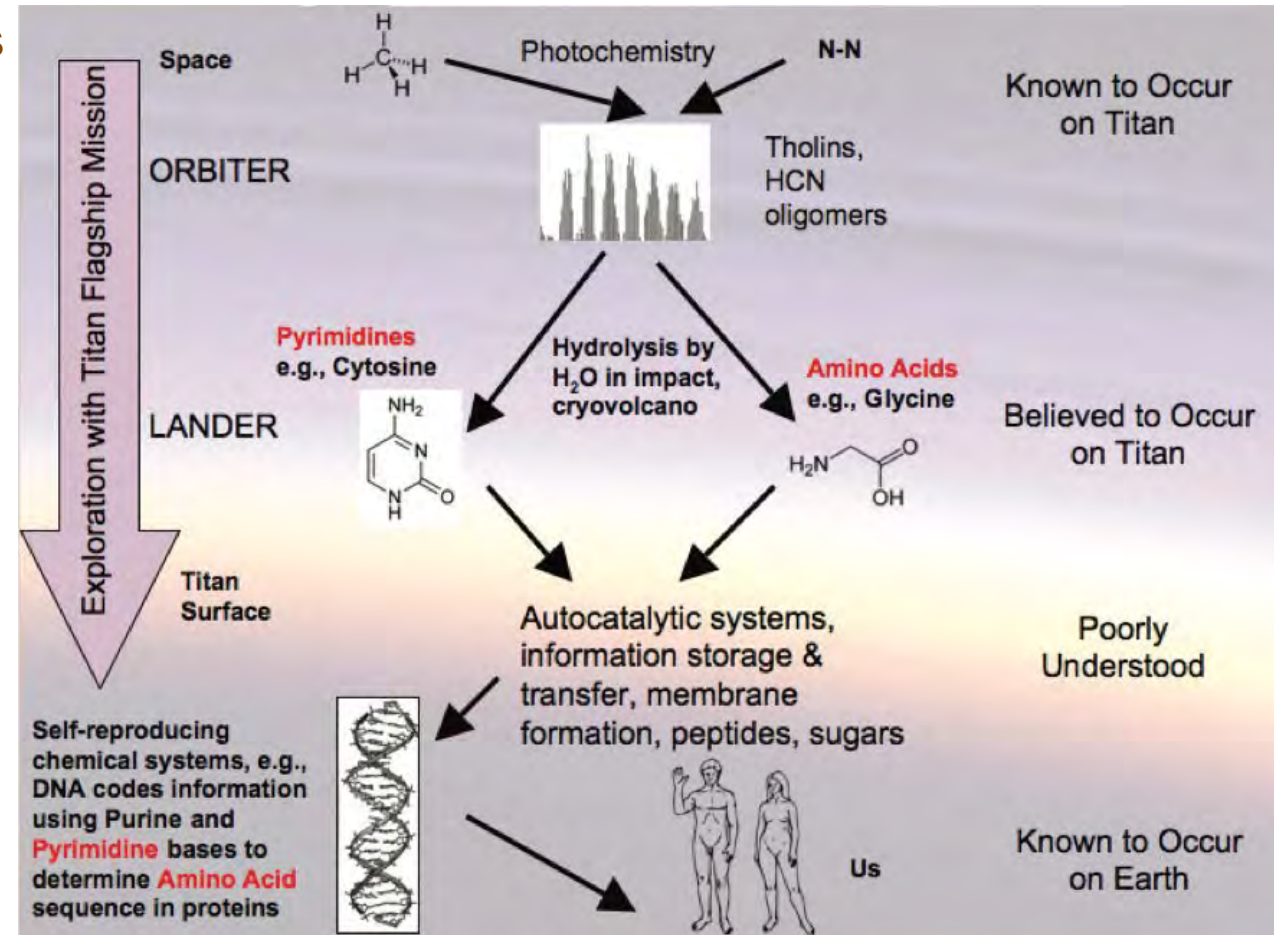 s
Exploration with Titan Flagship Mission
Space
ORBITER
LANDER
Titan
Surface
H
C
H
H
H
Photochemistry
N-N
Known to Occur
on Titan
Tholins,
HCN
oligomers
Pyrimidines
e.g., Cytosine
NH₂
N
N
H
O
Hydrolysis by
H₂O in impact,
cryovolcano
Amino Acids
e.g., Glycine
H₂N
O
OH
Believed to Occur
on Titan
Autocatalytic systems,
information storage &
transfer, membrane
formation, peptides, sugars
Poorly
Understood
Self-reproducing
chemical systems, e.g.,
DNA codes information
using Purine and
Pyrimidine bases to
determine Amino Acid
sequence in proteins
Us
Known to Occur
on Earth